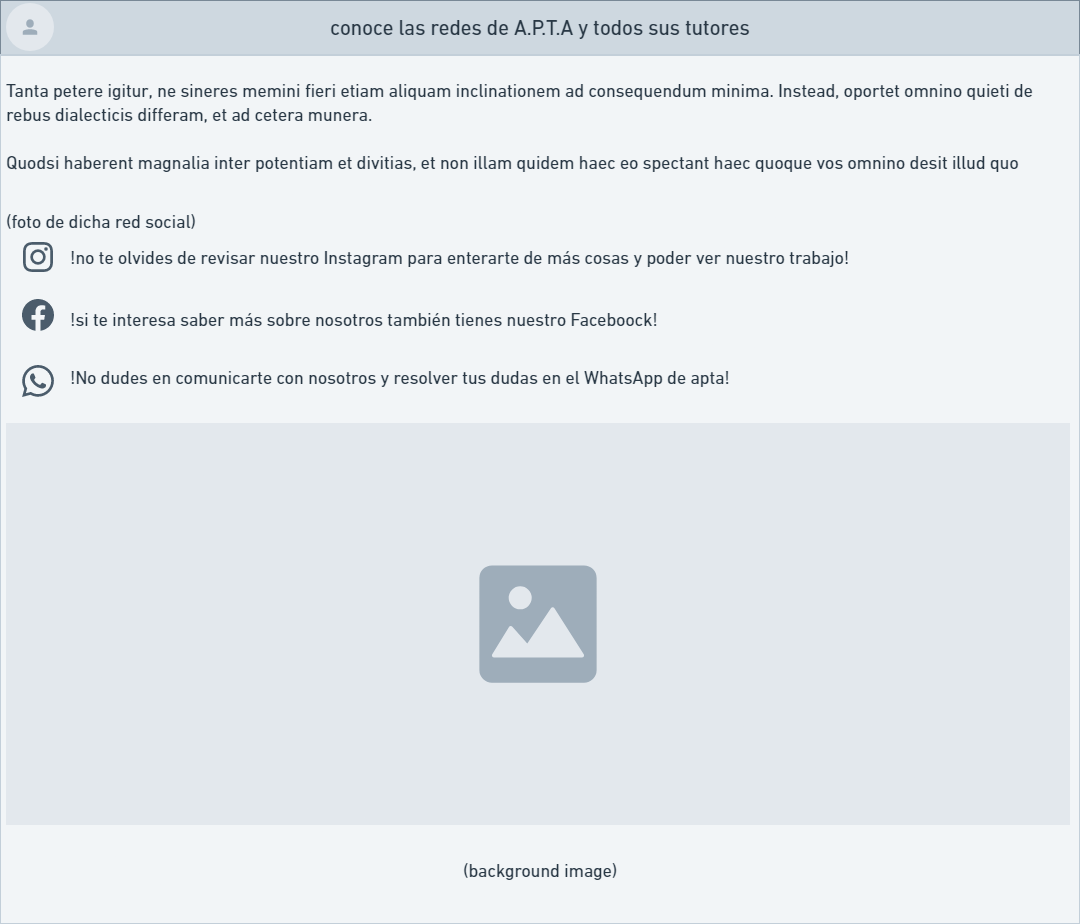 conoce las redes de A.P.T.A y todos sus tutores
Tanta petere igitur, ne sineres memini fieri etiam aliquam inclinationem ad consequendum minima. Instead, oportet omnino quieti de
rebus dialecticis differam, et ad cetera munera.
Quodsi haberent magnalia inter potentiam et divitias, et non illam quidem haec eo spectant haec quoque vos omnino desit illud quo
(foto de dicha red social)
!no te olvides de revisar nuestro Instagram para enterarte de más cosas y poder ver nuestro trabajo!
!si te interesa saber más sobre nosotros también tienes nuestro Faceboock!
!No dudes en comunicarte con nosotros y resolver tus dudas en el WhatsApp de apta!
(background image)